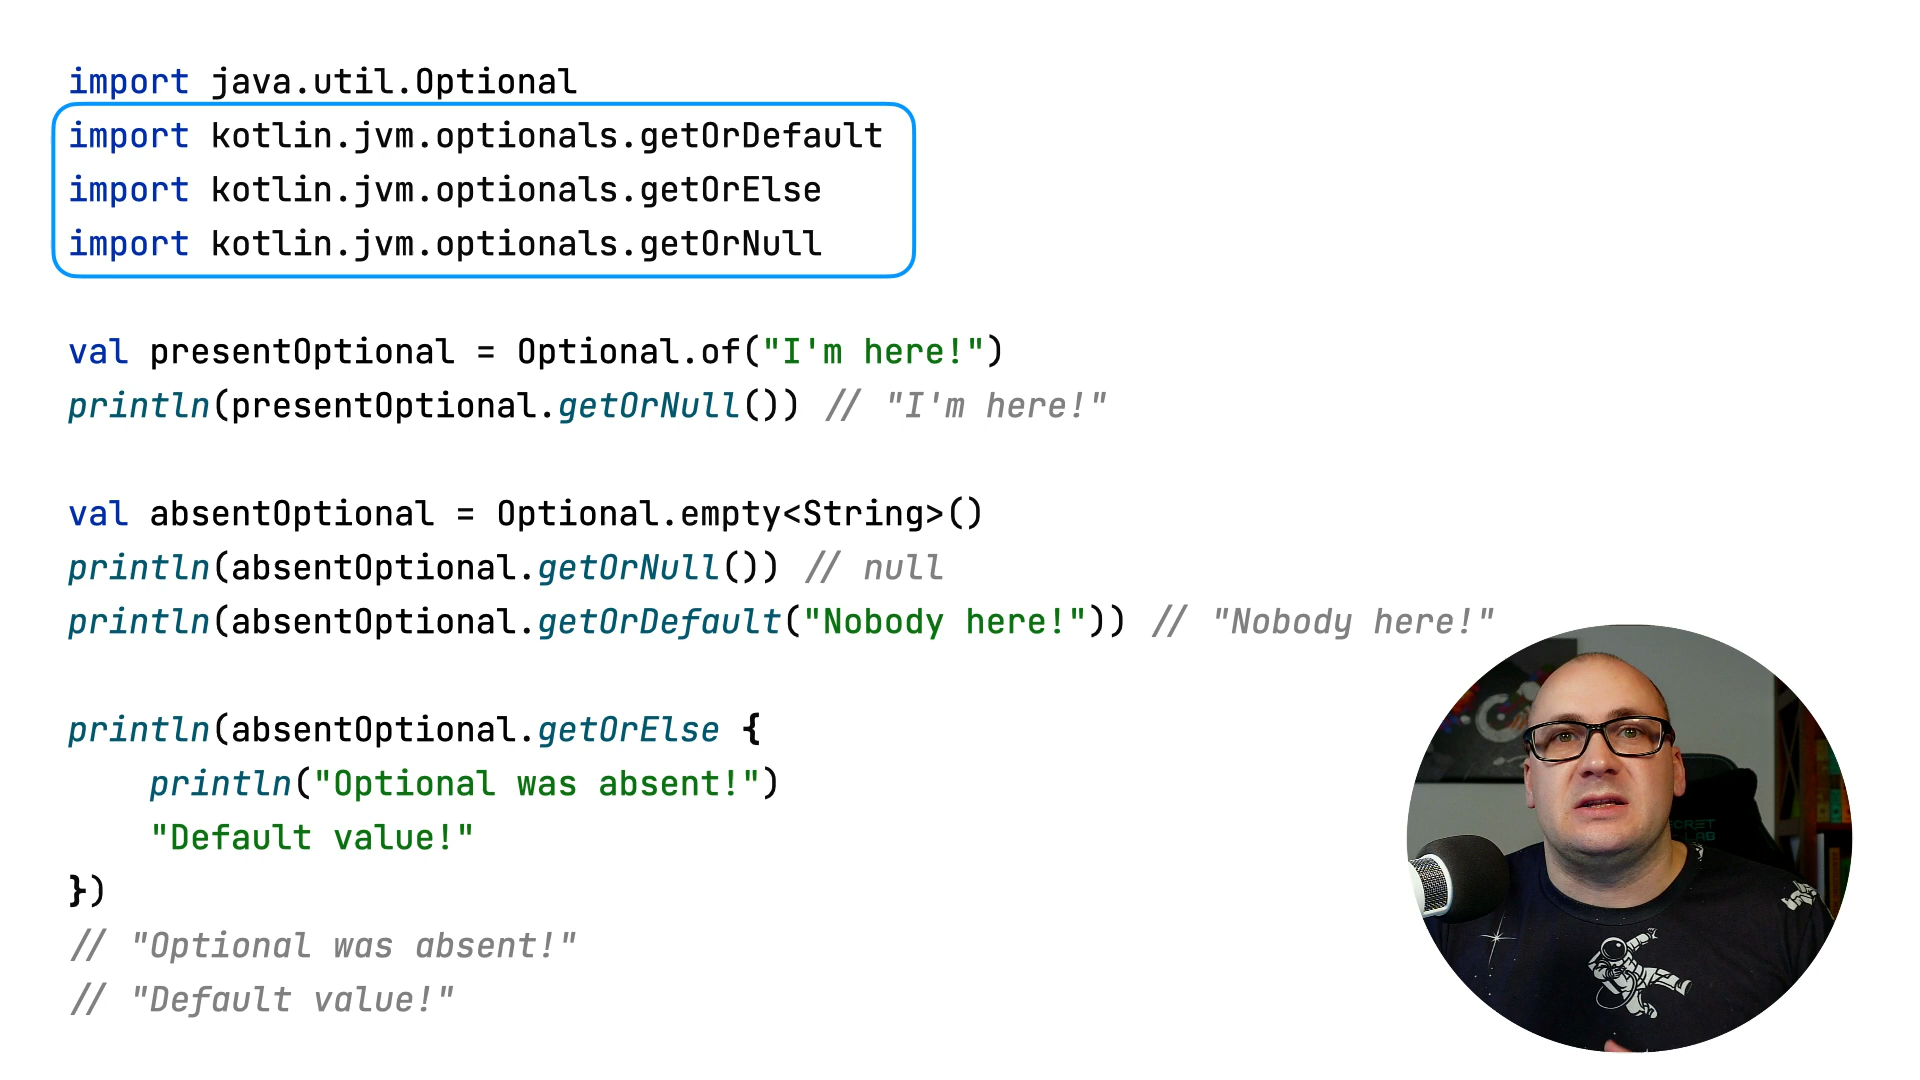 import java.util.Optional
import kotlin.jvm.optionals.getOrDefault
import kotlin.jvm.optionals.getOrElse
import kotlin.jvm.optionals.getOrNull
val presentOptional = Optional.of("I'm here!")
println(presentOptional.getOrNull()) // "I'm here!"
val absentOptional = Optional.empty<String>()
println(absentOptional.getOrNull()) // null
println(absentOptional.getOrDefault("Nobody here!")) // "Nobody here!"
println(absentOptional.getOrElse {
    println("Optional was absent!")
    "Default value!"
})
// "Optional was absent!"
// "Default value!"